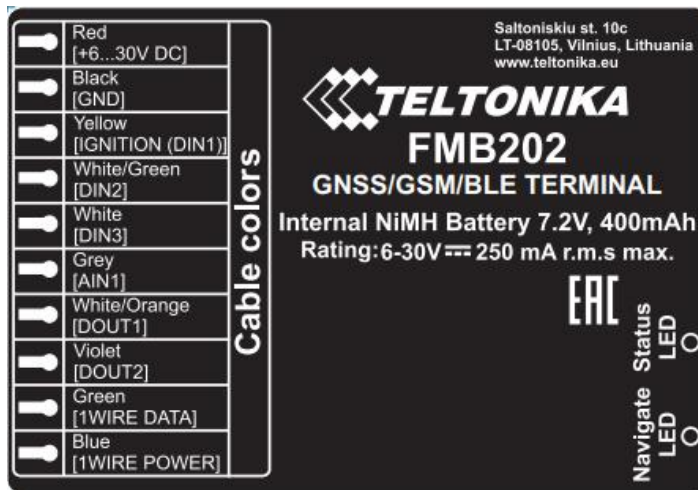 Red
[+6...30V DC]
Black
[GND]
Yellow
[IGNITION (DIN1)]
White/Green
[DIN2]
White
[DIN3]
Grey
[AIN1]
White/Orange
[DOUT1]
Violet
[DOUT2]
Green
[1WIRE DATA]
Blue
[1WIRE POWER]
Cable colors
Saltoniskiu st. 10c
LT-08105, Vilnius, Lithuania
www.teltonika.eu
TELTONIKA
FMB202
GNSS/GSM/BLE TERMINAL
Internal NiMH Battery 7.2V, 400mAh
Rating:6-30V⎓250 mA r.m.s max.
EAC
Status
LED
Navigate
LED